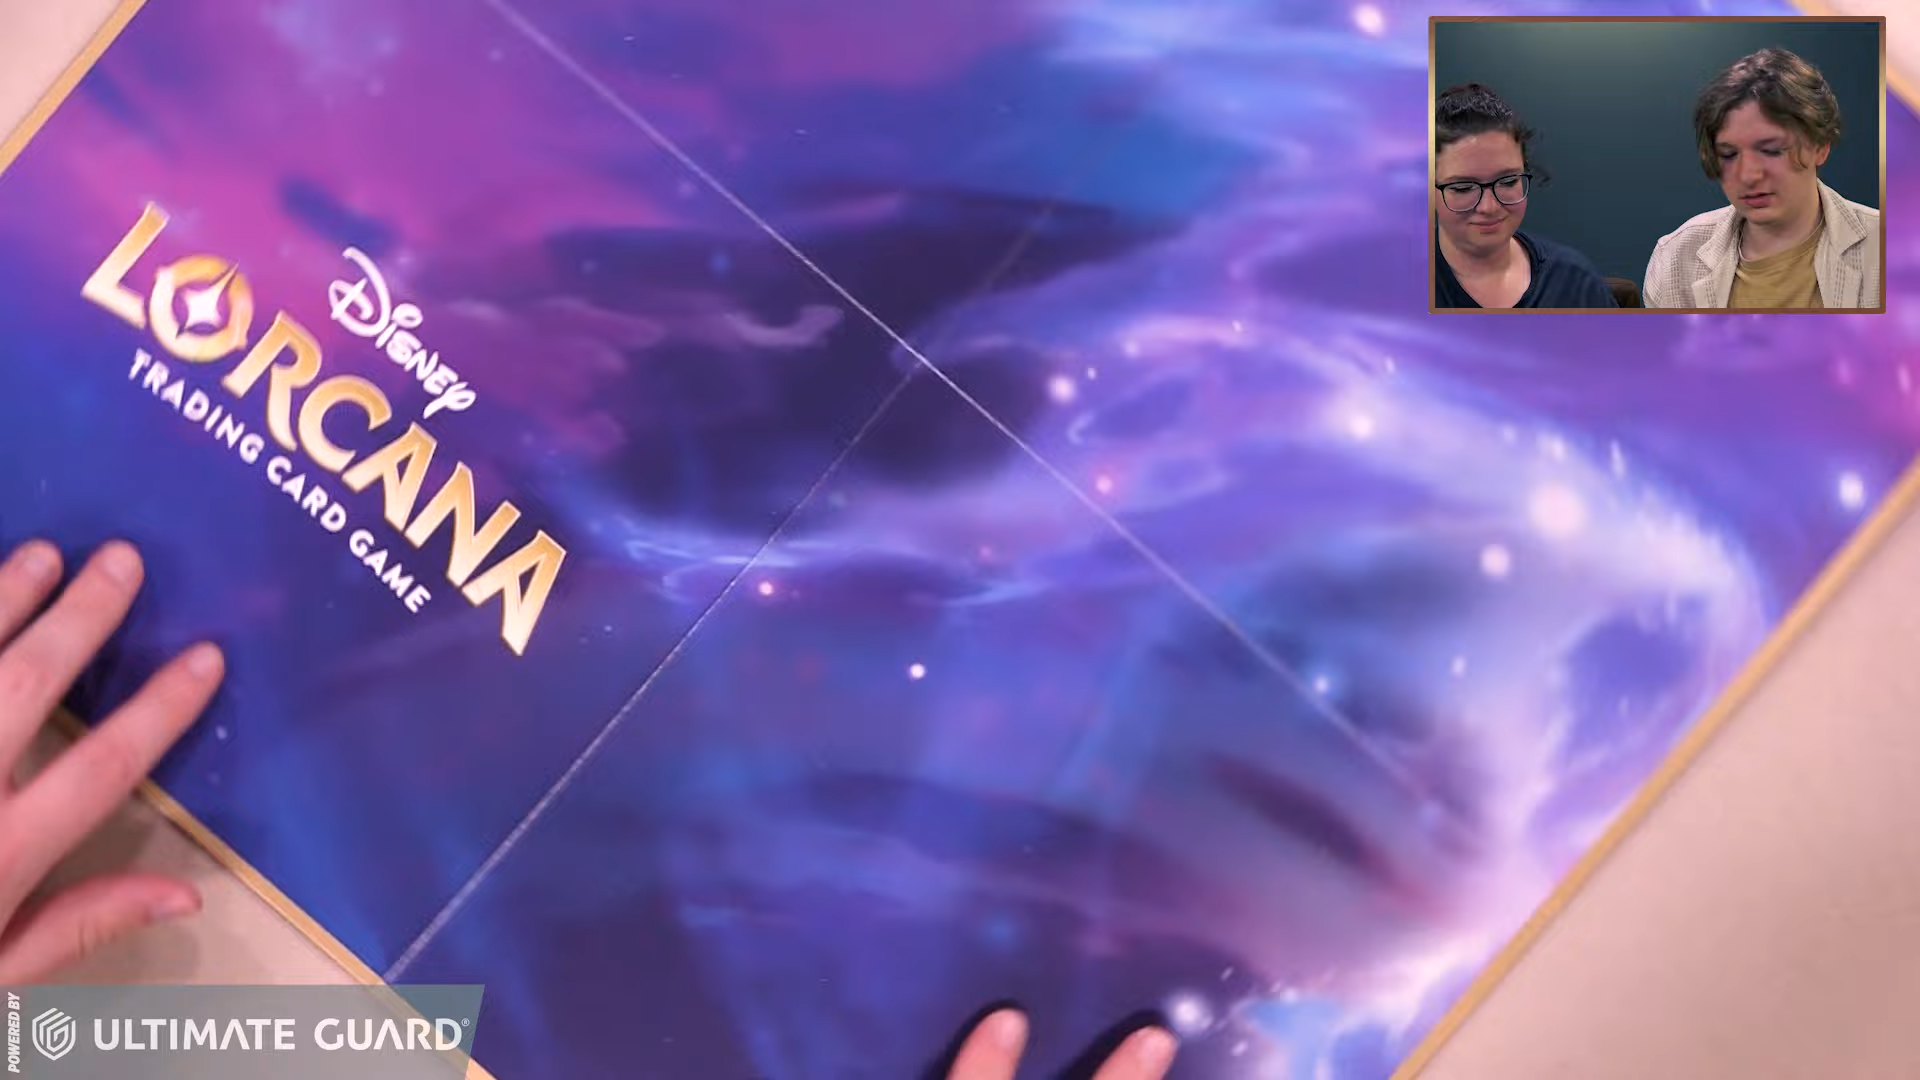 Disney
LORCANA
TRADING CARD GAME
POWERED BY
ULTIMATE GUARD®